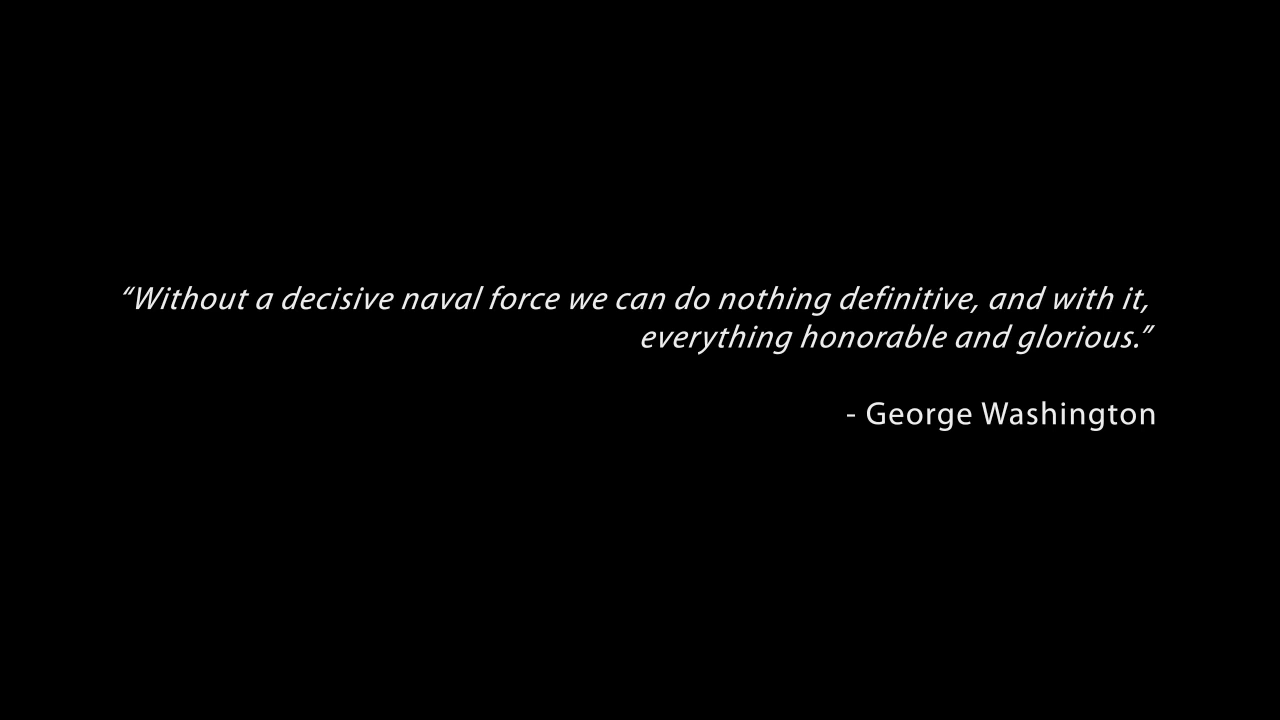 “Without a decisive naval force we can do nothing definitive, and with it,
everything honorable and glorious.”
- George Washington